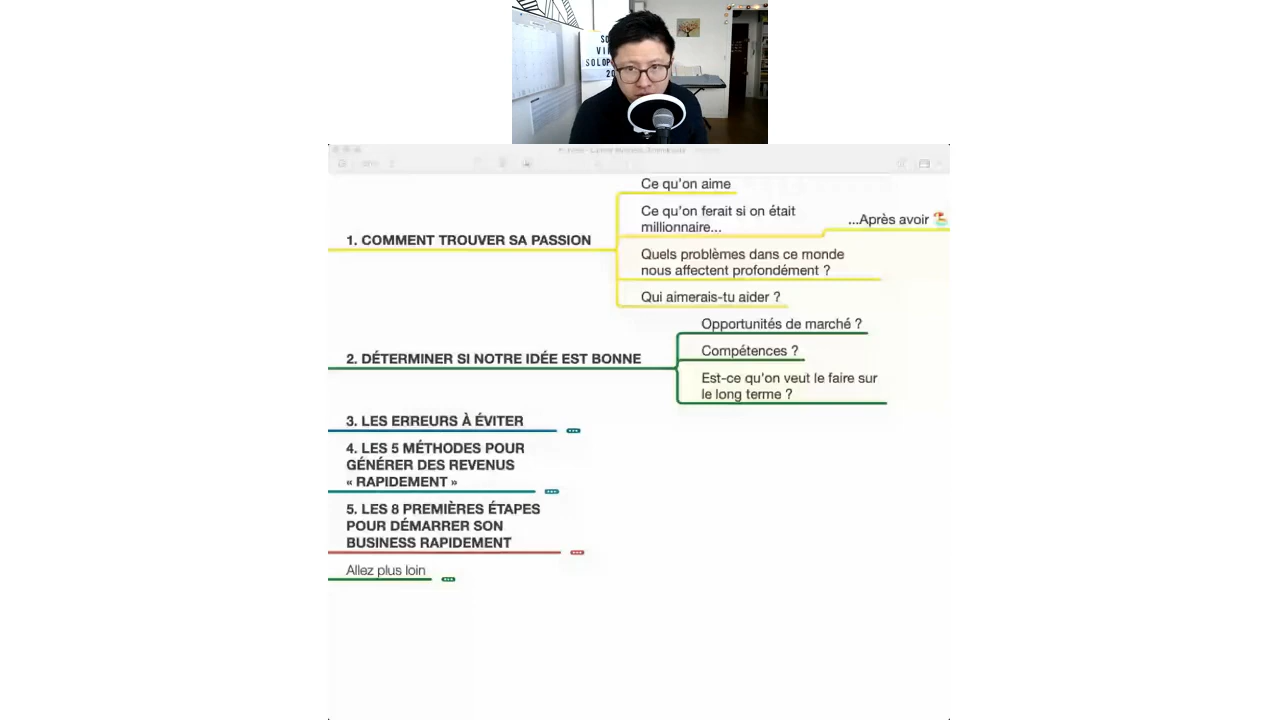 1. COMMENT TROUVER SA PASSION
Ce qu'on aime
Ce qu'on ferait si on était
millionnaire...
...Après avoir
Quels problèmes dans ce monde
nous affectent profondément ?
Qui aimerais-tu aider ?
2. DÉTERMINER SI NOTRE IDÉE EST BONNE
Opportunités de marché ?
Compétences ?
Est-ce qu'on veut le faire sur
le long terme ?
3. LES ERREURS À ÉVITER
4. LES 5 MÉTHODES POUR
GÉNÉRER DES REVENUS
« RAPIDEMENT »
5. LES 8 PREMIÈRES ÉTAPES
POUR DÉMARRER SON
BUSINESS RAPIDEMENT
Allez plus loin